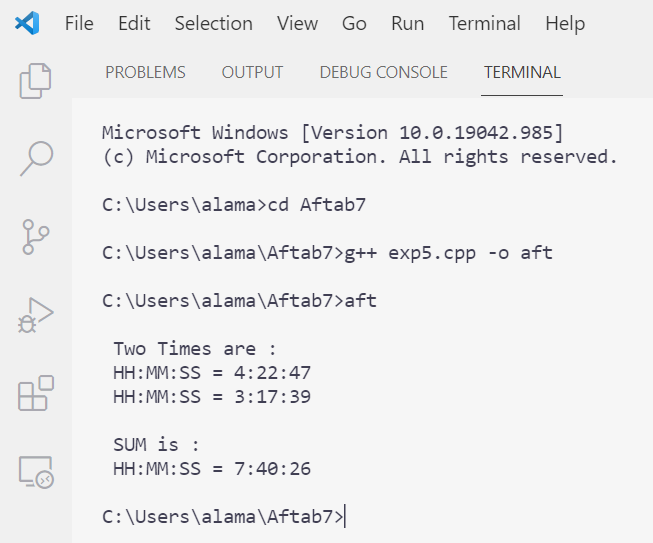 File Edit Selection View Go Run Terminal Help
PROBLEMS OUTPUT DEBUG CONSOLE TERMINAL
Microsoft Windows [Version 10.0.19042.985]
(c) Microsoft Corporation. All rights reserved.
C:\Users\alama>cd Aftab7
C:\Users\alama\Aftab7>g++ exp5.cpp -o aft
C:\Users\alama\Aftab7>aft
Two Times are :
HH:MM:SS = 4:22:47
HH:MM:SS = 3:17:39
SUM is :
HH:MM:SS = 7:40:26
C:\Users\alama\Aftab7>